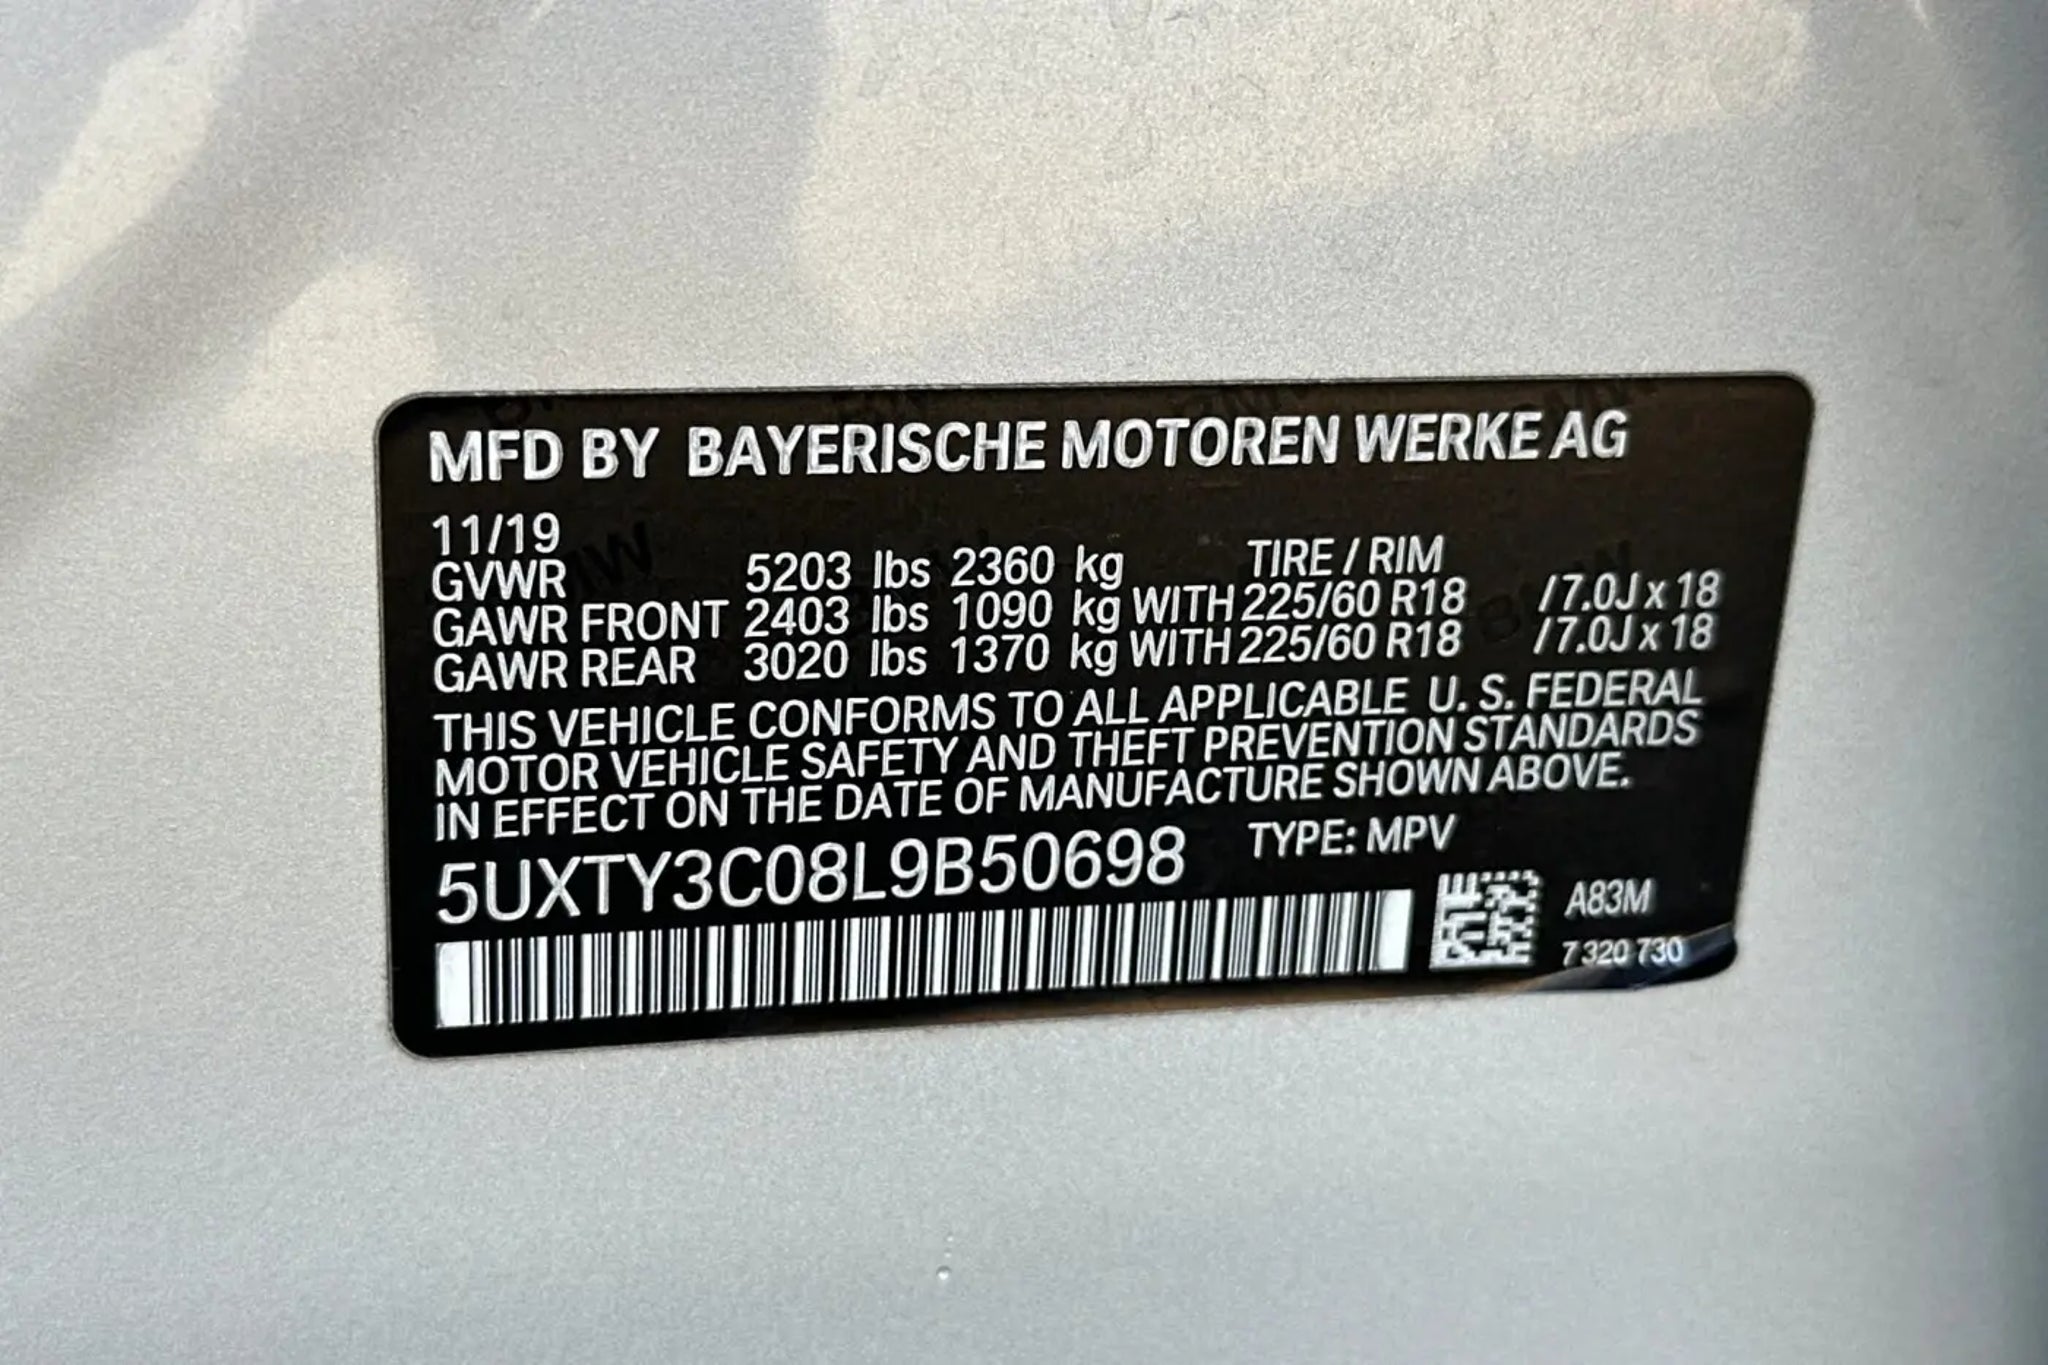 MFD BY BAYERISCHE MOTOREN WERKE AG
11/19
TIRE / RIM
GVWR 5203 lbs 2360 kg
GAWR FRONT 2403 lbs 1090 kg WITH 225/60 R18 /7.0J x 18
GAWR REAR 3020 lbs 1370 kg WITH 225/60 R18 /7.0J x 18
THIS VEHICLE CONFORMS TO ALL APPLICABLE U. S. FEDERAL
MOTOR VEHICLE SAFETY AND THEFT PREVENTION STANDARDS
IN EFFECT ON THE DATE OF MANUFACTURE SHOWN ABOVE.
5UXTY3C08L9B50698 TYPE: MPV
A83M
7 320 730